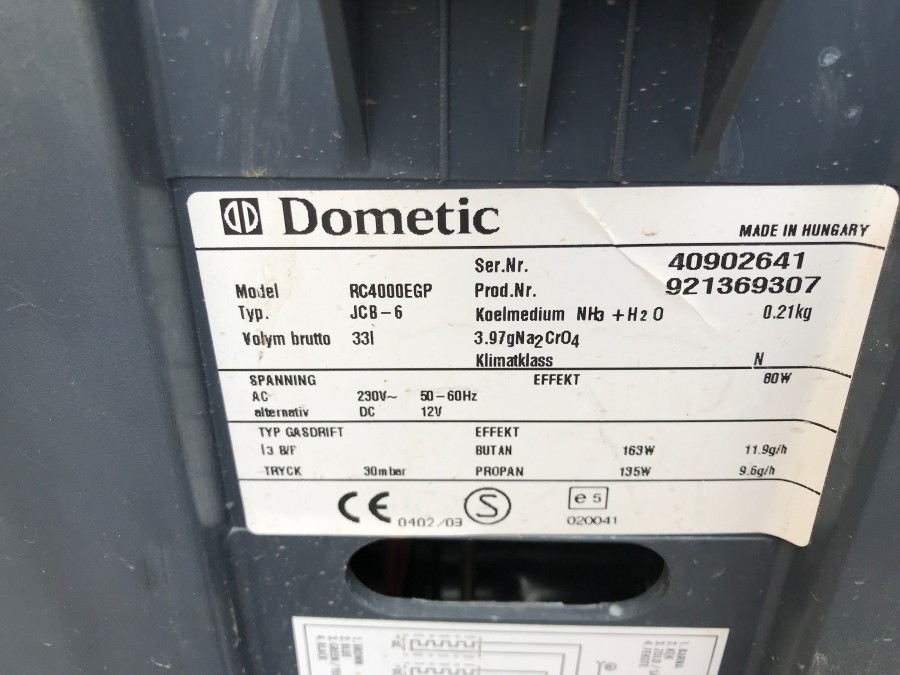 Dometic
MADE IN HUNGARY
Ser.Nr. 40902641
Model RC4000EGP Prod.Nr. 921369307
Typ. JCB-6 Koelmedium NH3 + H2O 0.21kg
Volym brutto 33l 3.97gNa2CrO4
Klimatklass N
SPANNING EFFEKT 80W
AC 230V~ 50-60Hz
alternativ DC 12V
TYP GASDRIFT EFFEKT
I3 B/P BUTAN 163W 11.9g/h
TRYCK 30mbar PROPAN 135W 9.6g/h
CE 0402/03 S e5
020041